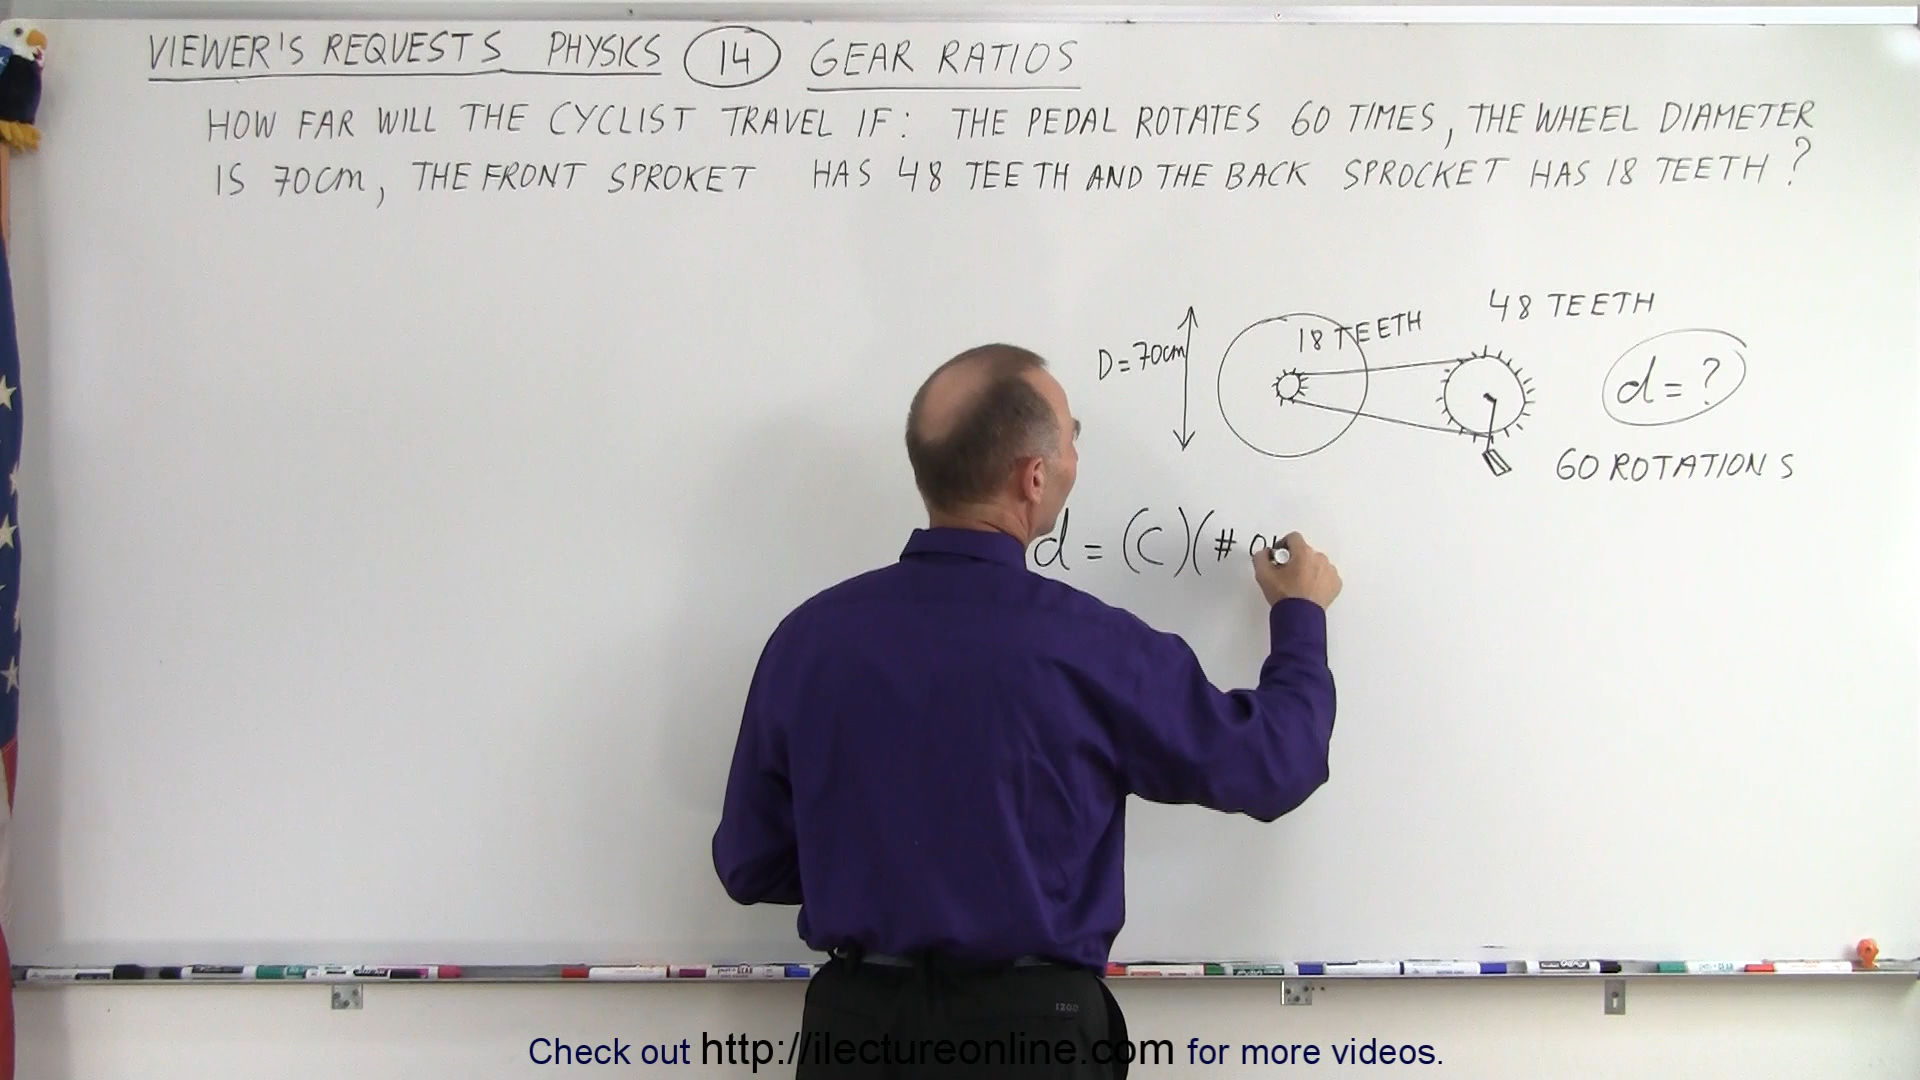 VIEWER'S REQUESTS PHYSICS 14 GEAR RATIOS
HOW FAR WILL THE CYCLIST TRAVEL IF: THE PEDAL ROTATES 60 TIMES, THE WHEEL DIAMETER
IS 70cm, THE FRONT SPROKET HAS 48 TEETH AND THE BACK SPROCKET HAS 18 TEETH?
48 TEETH
18 TEETH
D=70cm
d=?
60 ROTATIONS
d = (C)(#
1200
Check out http://ilectureonline.com for more videos.